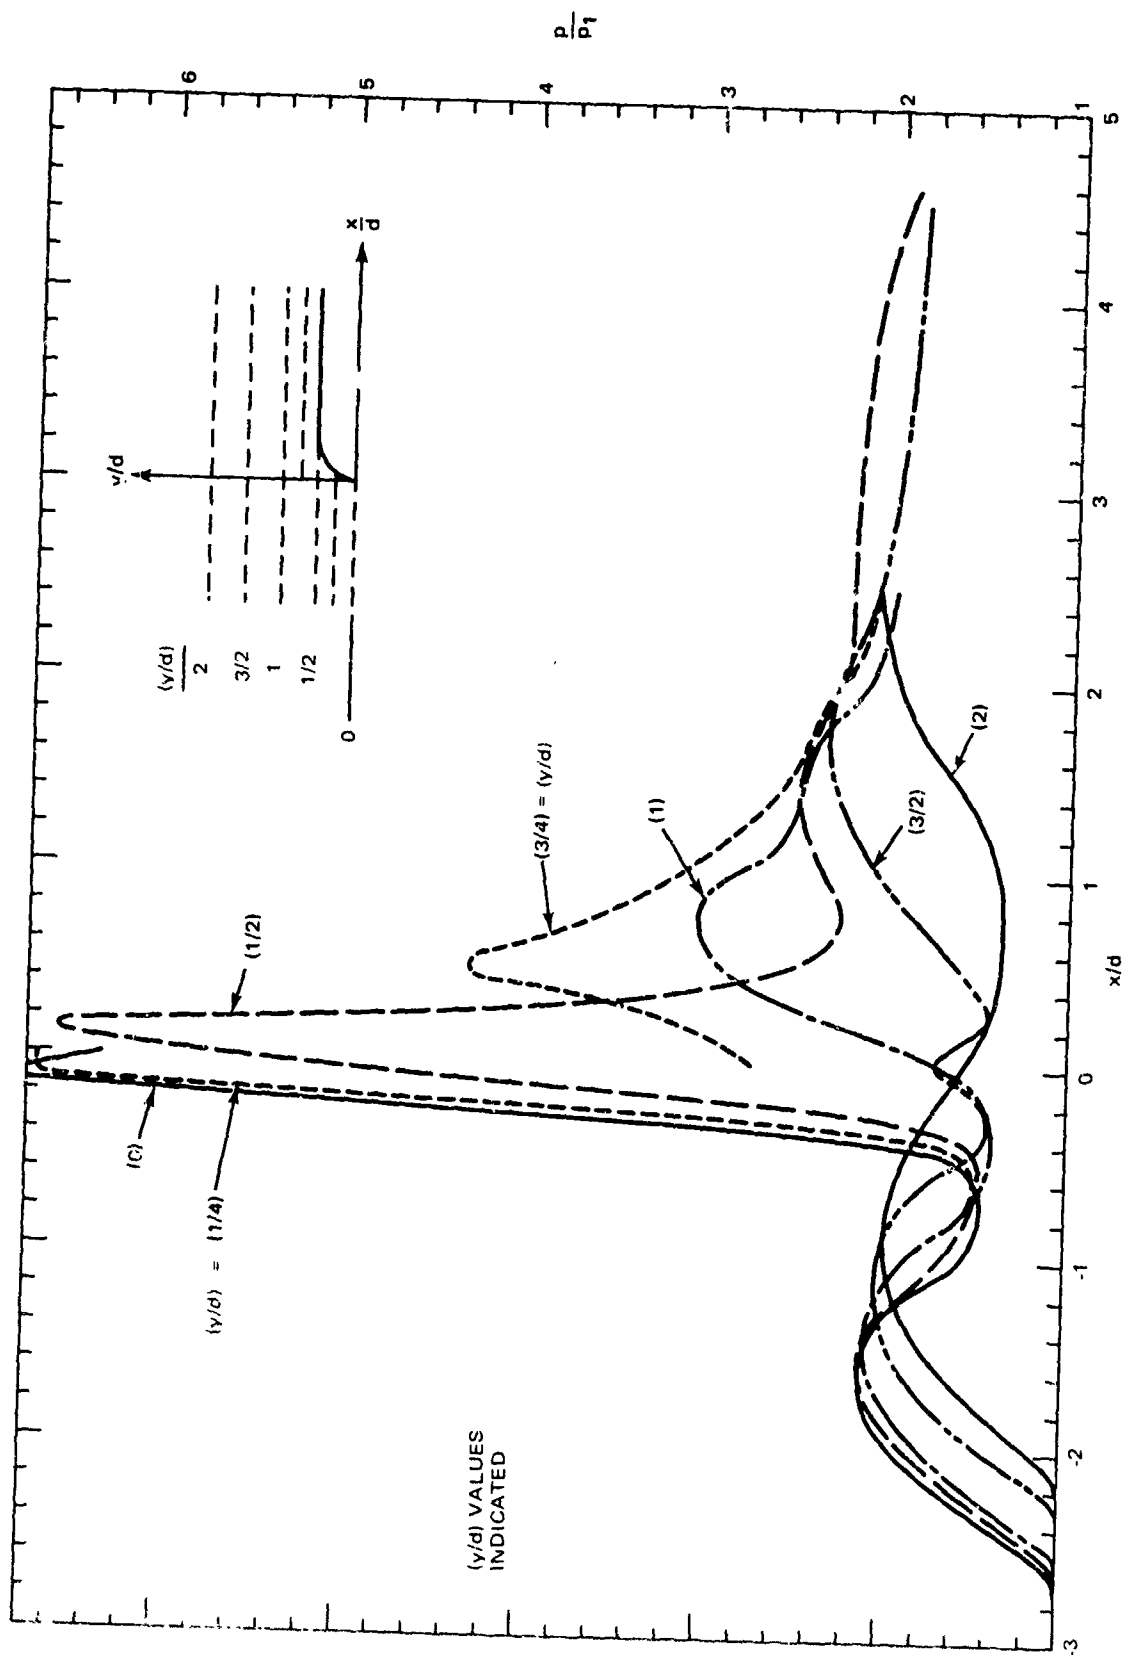 p
p1
6
5
4
3
2
1
x/d
-3
-2
-1
0
1
2
3
4
5
(y/d) VALUES
INDICATED
(y/d) = (1/4)
(0)
(1/2)
(3/4) = (y/d)
(1)
(3/2)
(2)
(y/d)
2
3/2
1
1/2
0
y/d
x
d